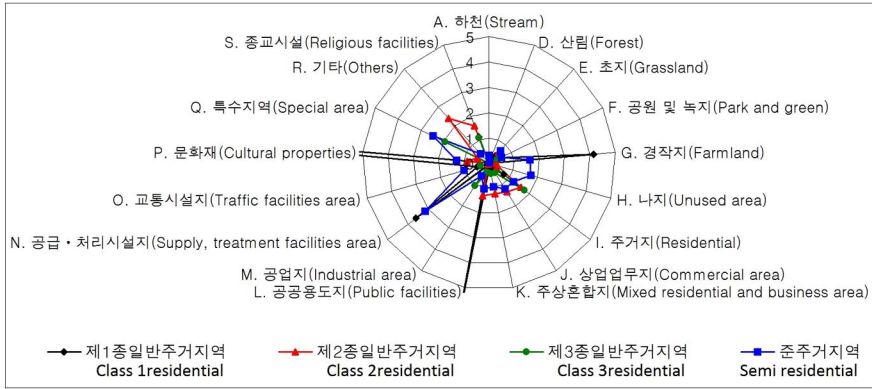 A. 하천(Stream)
S. 종교시설(Religious facilities)
D. 산림(Forest)
R. 기타(Others)
E. 초지(Grassland)
Q. 특수지역(Special area)
F. 공원 및 녹지(Park and green)
P. 문화재(Cultural properties)
G. 경작지(Farmland)
O. 교통시설지(Traffic facilities area)
H. 나지(Unused area)
N. 공급・처리시설지(Supply, treatment facilities area)
I. 주거지(Residential)
M. 공업지(Industrial area)
J. 상업업무지(Commercial area)
L. 공공용도지(Public facilities)
K. 주상혼합지(Mixed residential and business area)
5
4
3
2
1
0
제1종일반주거지역 제2종일반주거지역 제3종일반주거지역 준주거지역
Class 1residential Class 2residential Class 3residential Semi residential